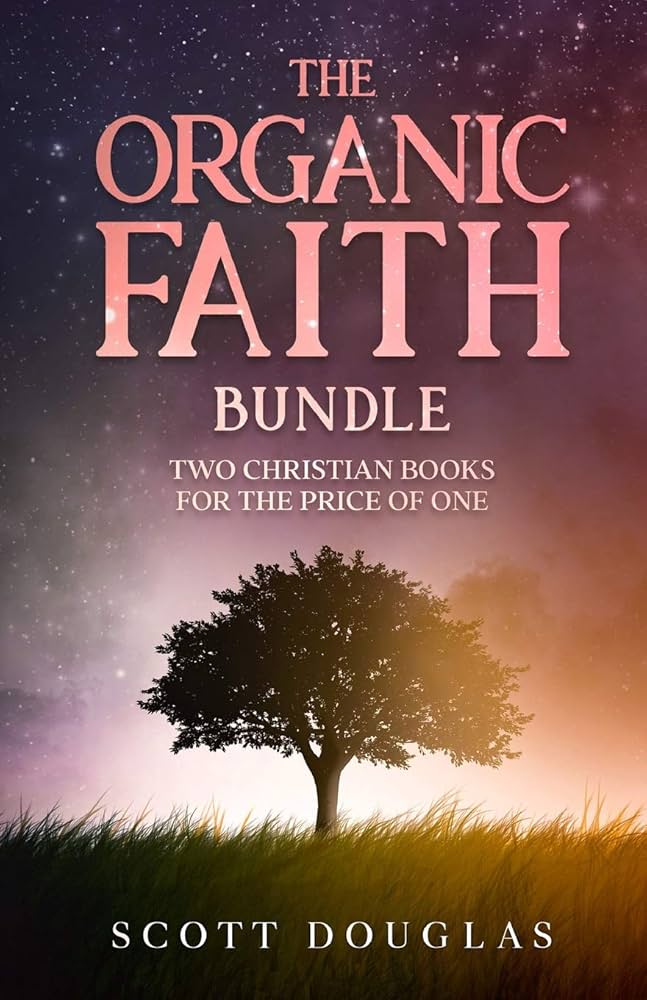 THE
ORGANIC
FAITH
BUNDLE
TWO CHRISTIAN BOOKS
FOR THE PRICE OF ONE
SCOTT DOUGLAS